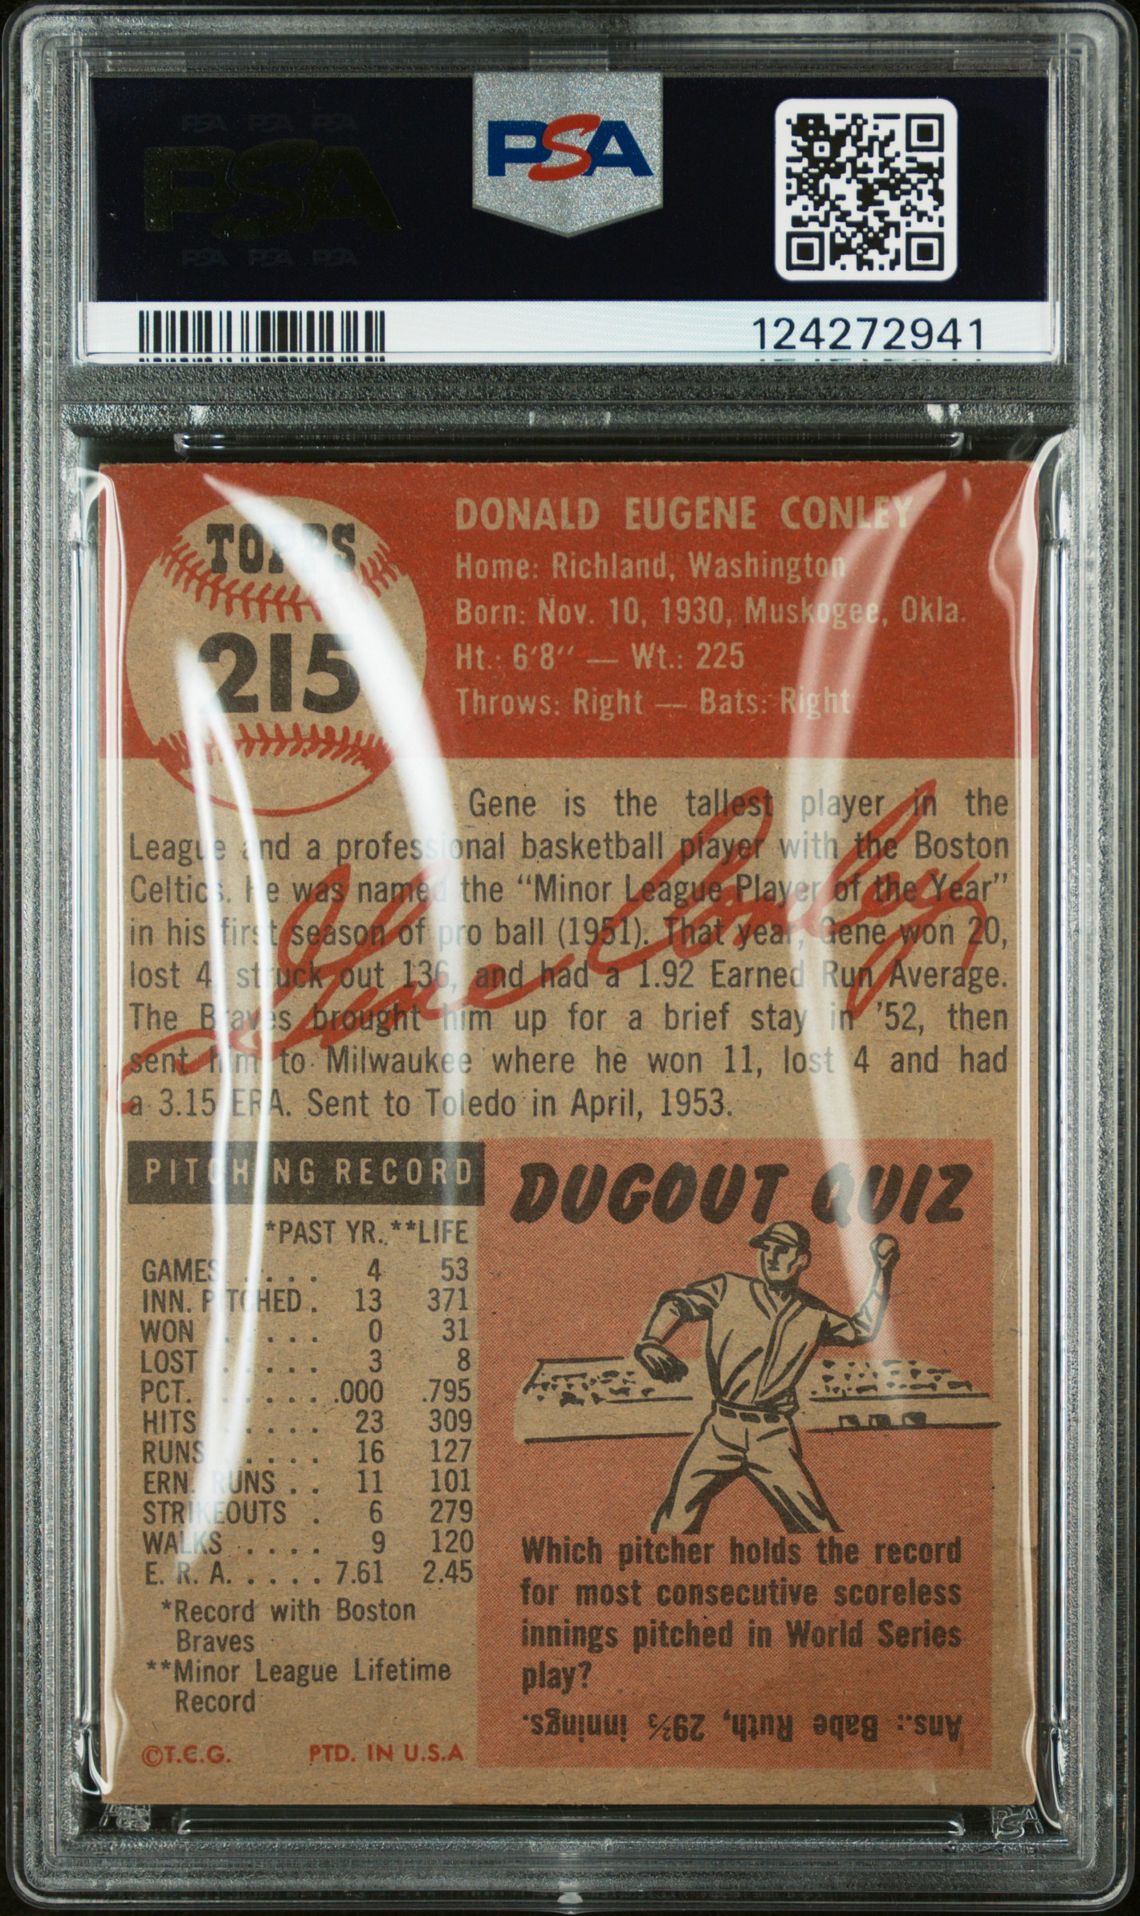 PSA PSA PSA
PSA
PSA PSA PSA
PSA
124272941
TOPPS
215
DONALD EUGENE CONLEY
Home: Richland, Washington
Born: Nov. 10, 1930, Muskogee, Okla.
Ht.: 6'8'' — Wt.: 225
Throws: Right — Bats: Right
Gene is the tallest player in the
League and a professional basketball player with the Boston
Celtics. He was named the "Minor League Player of the Year"
in his first season of pro ball (1951). That year, Gene won 20,
lost 4, struck out 136, and had a 1.92 Earned Run Average.
The Braves brought him up for a brief stay in '52, then
sent him to Milwaukee where he won 11, lost 4 and had
a 3.15 ERA. Sent to Toledo in April, 1953.
Gene Conley
PITCHING RECORD
*PAST YR. **LIFE
GAMES . . . . . 4 53
INN. PITCHED . 13 371
WON . . . . . 0 31
LOST . . . . . 3 8
PCT. . . . . . .000 .795
HITS . . . . . 23 309
RUNS . . . . . 16 127
ERN. RUNS . . 11 101
STRIKEOUTS . 6 279
WALKS . . . . 9 120
E. R. A. . . . . 7.61 2.45
*Record with Boston
Braves
**Minor League Lifetime
Record
©T.C.G. PTD. IN U.S.A
DUGOUT QUIZ
Which pitcher holds the record
for most consecutive scoreless
innings pitched in World Series
play?
Ans.: Babe Ruth, 29⅔ innings.
PSA PSA